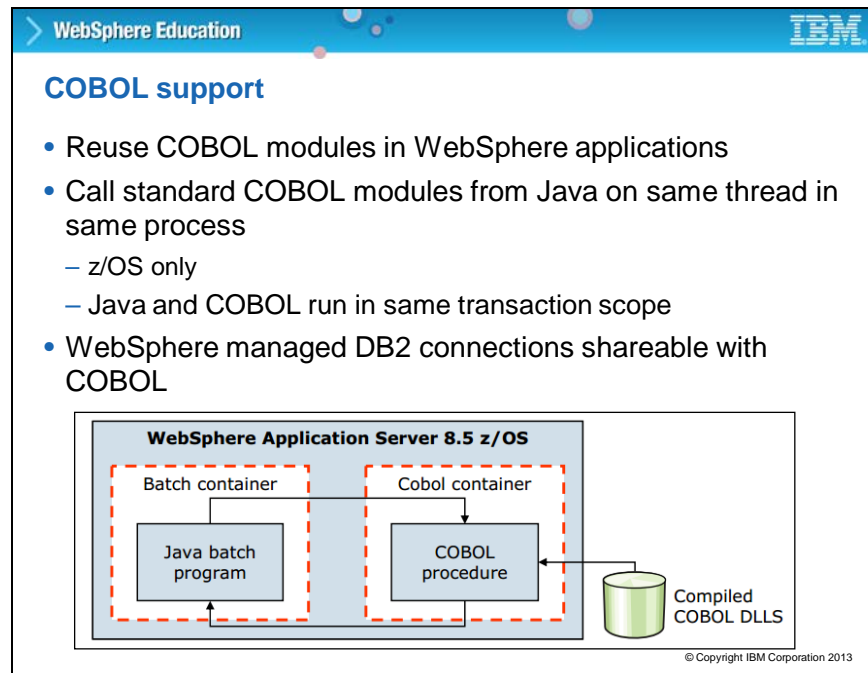 WebSphere Education
IBM.
COBOL support
• Reuse COBOL modules in WebSphere applications
• Call standard COBOL modules from Java on same thread in
same process
– z/OS only
– Java and COBOL run in same transaction scope
• WebSphere managed DB2 connections shareable with
COBOL
WebSphere Application Server 8.5 z/OS
Batch container
Cobol container
Java batch
program
COBOL
procedure
Compiled
COBOL DLLS
© Copyright IBM Corporation 2013